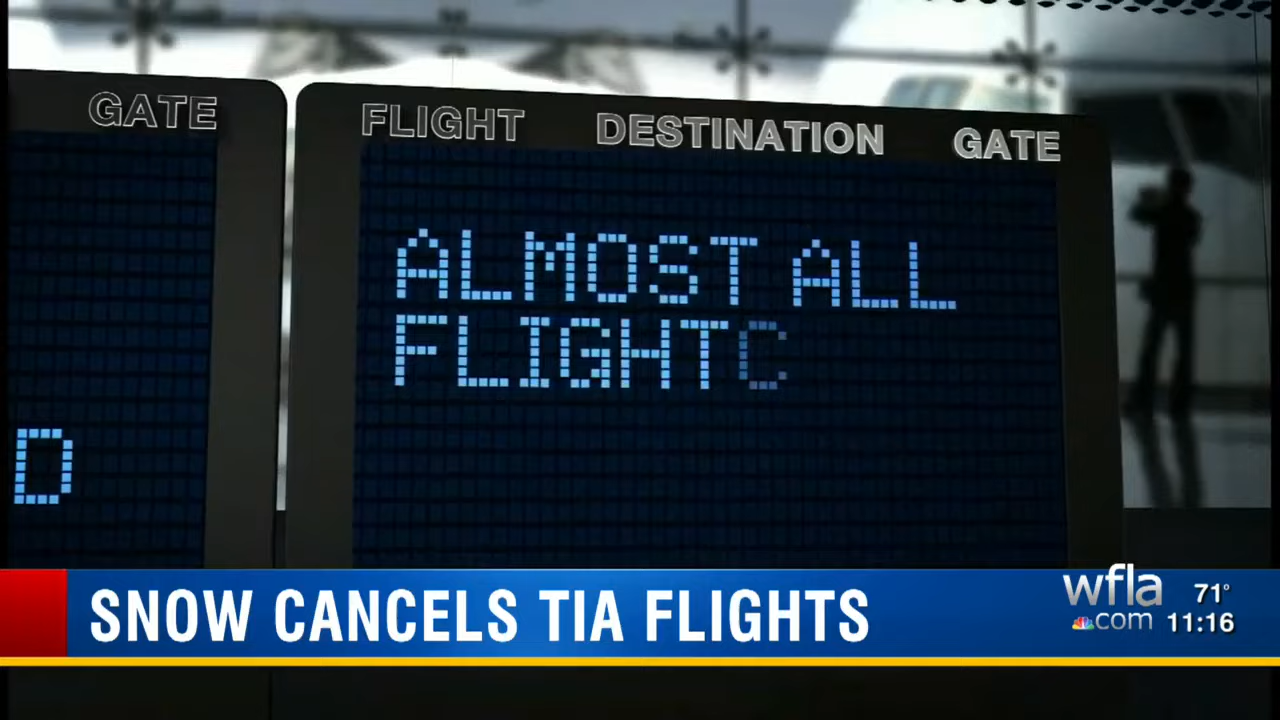 GATE
FLIGHT DESTINATION GATE
ALMOST ALL
FLIGHTC
D
SNOW CANCELS TIA FLIGHTS
wfla
.com
71°
11:16